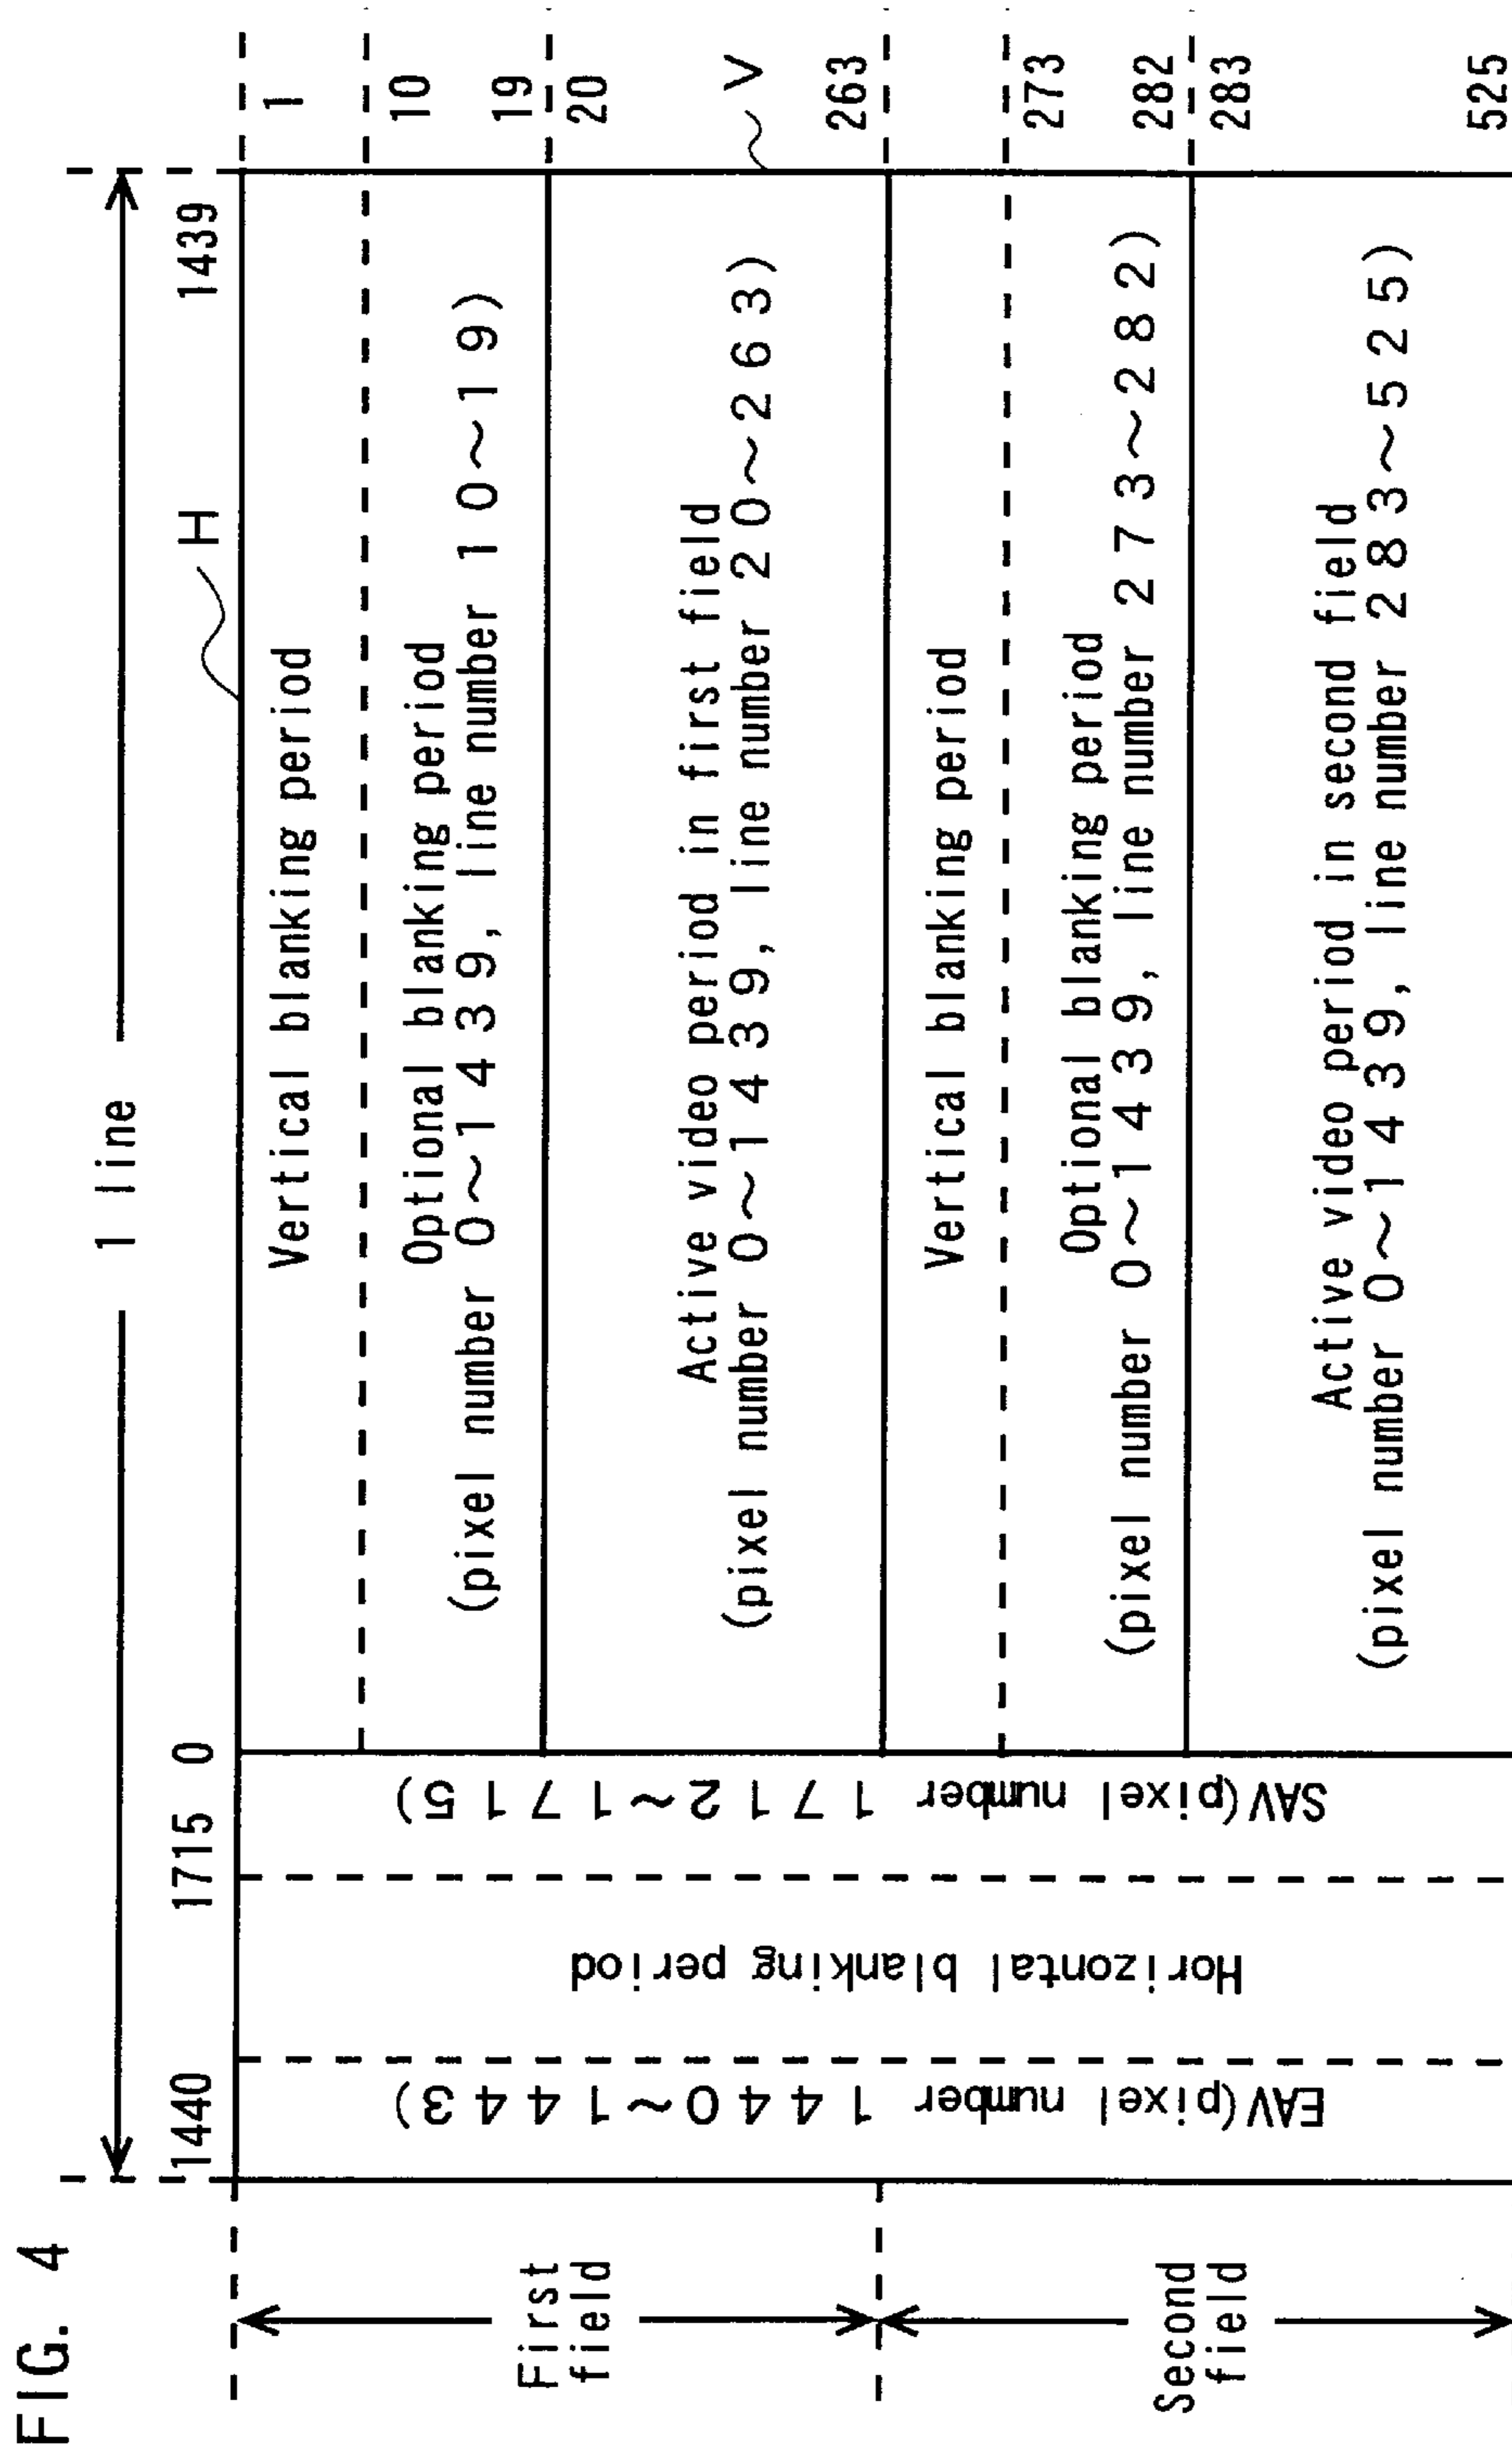 FIG. 4
1 line
1440
1715
0
H
1439
First
field
Second
field
EAV(pixel number 1440~1443)
Horizontal blanking period
SAV(pixel number 1712~1715)
Vertical blanking period
Optional blanking period
(pixel number 0~1439, line number 10~19)
Active video period in first field
(pixel number 0~1439, line number 20~263)
Vertical blanking period
Optional blanking period
(pixel number 0~1439, line number 273~282)
Active video period in second field
(pixel number 0~1439, line number 283~525)
1
10
19
20
V
263
273
282
283
525